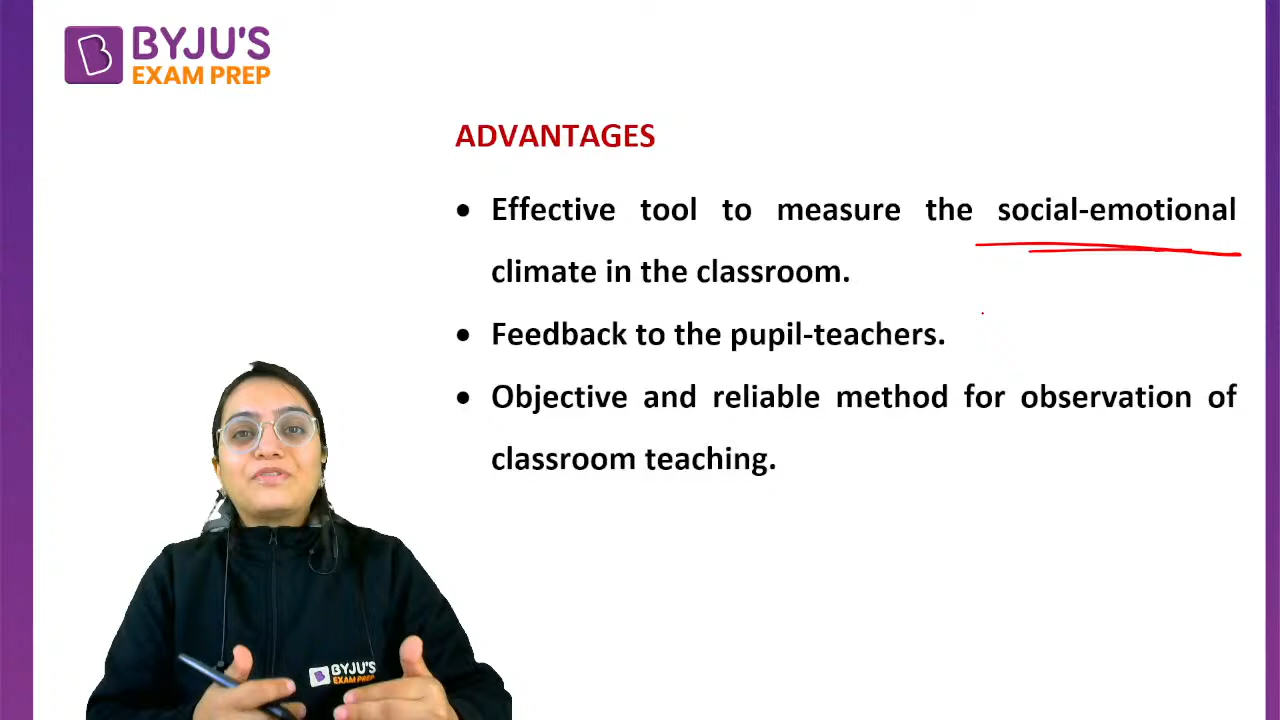 BYJU'S
EXAM PREP
ADVANTAGES
• Effective tool to measure the social-emotional
climate in the classroom.
• Feedback to the pupil-teachers.
• Objective and reliable method for observation of
classroom teaching.
BYJU'S
EXAM PREP